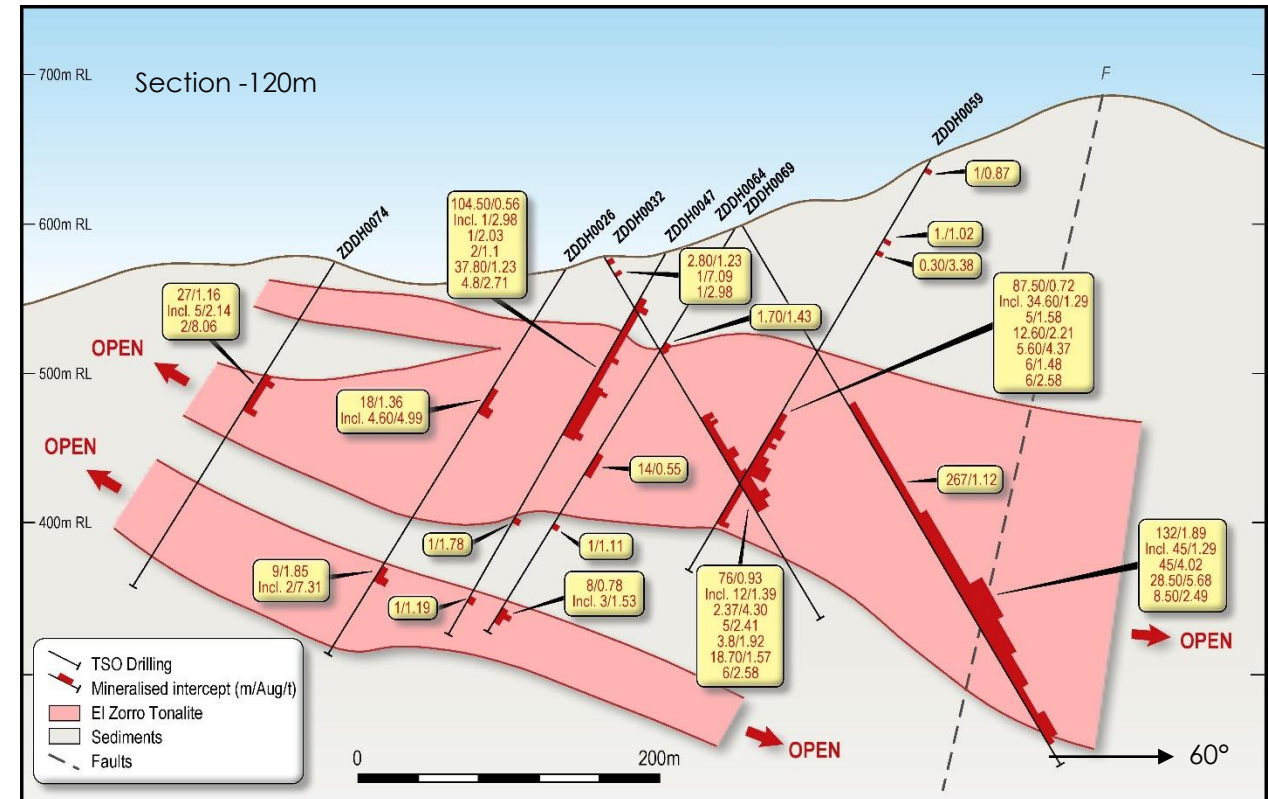 Section -120m
700m RL
600m RL
500m RL
400m RL
F
ZDDH0074
ZDDH0026
ZDDH0032
ZDDH0047
ZDDH0064
ZDDH0069
ZDDH0059
1/0.87
1./1.02
0.30/3.38
104.50/0.56
Incl. 1/2.98
1/2.03
2/1.1
37.80/1.23
4.8/2.71
2.80/1.23
1/7.09
1/2.98
1.70/1.43
87.50/0.72
Incl. 34.60/1.29
5/1.58
12.60/2.21
5.60/4.37
6/1.48
6/2.58
27/1.16
Incl. 5/2.14
2/8.06
OPEN
18/1.36
Incl. 4.60/4.99
OPEN
14/0.55
267/1.12
1/1.78
1/1.11
132/1.89
Incl. 45/1.29
45/4.02
28.50/5.68
8.50/2.49
9/1.85
Incl. 2/7.31
1/1.19
8/0.78
Incl. 3/1.53
76/0.93
Incl. 12/1.39
2.37/4.30
5/2.41
3.8/1.92
18.70/1.57
6/2.58
OPEN
OPEN
TSO Drilling
Mineralised intercept (m/Aug/t)
El Zorro Tonalite
Sediments
Faults
0
200m
60°